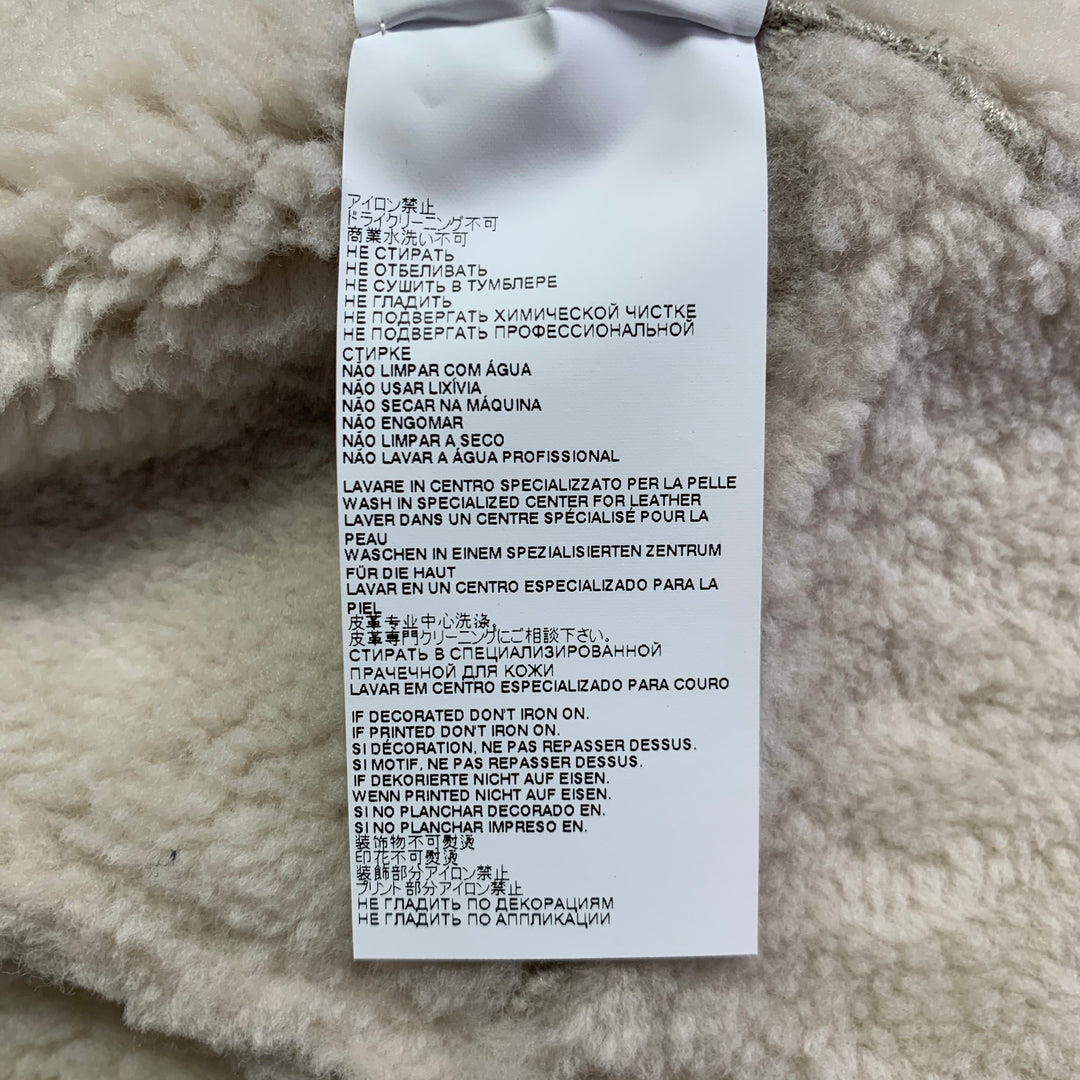 アイロン禁止
ドライクリーニング不可
商業水洗い不可
НЕ СТИРАТЬ
НЕ ОТБЕЛИВАТЬ
НЕ СУШИТЬ В ТУМБЛЕРЕ
НЕ ГЛАДИТЬ
НЕ ПОДВЕРГАТЬ ХИМИЧЕСКОЙ ЧИСТКЕ
НЕ ПОДВЕРГАТЬ ПРОФЕССИОНАЛЬНОЙ
СТИРКЕ
NÃO LIMPAR COM ÁGUA
NÃO USAR LIXÍVIA
NÃO SECAR NA MÁQUINA
NÃO ENGOMAR
NÃO LIMPAR A SECO
NÃO LAVAR A ÁGUA PROFISSIONAL
LAVARE IN CENTRO SPECIALIZZATO PER LA PELLE
WASH IN SPECIALIZED CENTER FOR LEATHER
LAVER DANS UN CENTRE SPÉCIALISÉ POUR LA
PEAU
WASCHEN IN EINEM SPEZIALISIERTEN ZENTRUM
FÜR DIE HAUT
LAVAR EN UN CENTRO ESPECIALIZADO PARA LA
PIEL
皮革专业中心洗涤。
皮革専門クリーニングにご相談下さい。
СТИРАТЬ В СПЕЦИАЛИЗИРОВАННОЙ
ПРАЧЕЧНОЙ ДЛЯ КОЖИ
LAVAR EM CENTRO ESPECIALIZADO PARA COURO
IF DECORATED DON'T IRON ON.
IF PRINTED DON'T IRON ON.
SI DÉCORATION, NE PAS REPASSER DESSUS.
SI MOTIF, NE PAS REPASSER DESSUS.
IF DEKORIERTE NICHT AUF EISEN.
WENN PRINTED NICHT AUF EISEN.
SI NO PLANCHAR DECORADO EN.
SI NO PLANCHAR IMPRESO EN.
装饰物不可熨烫
印花不可熨烫
装飾部分アイロン禁止
プリント部分アイロン禁止
НЕ ГЛАДИТЬ ПО ДЕКОРАЦИЯМ
НЕ ГЛАДИТЬ ПО АППЛИКАЦИИ